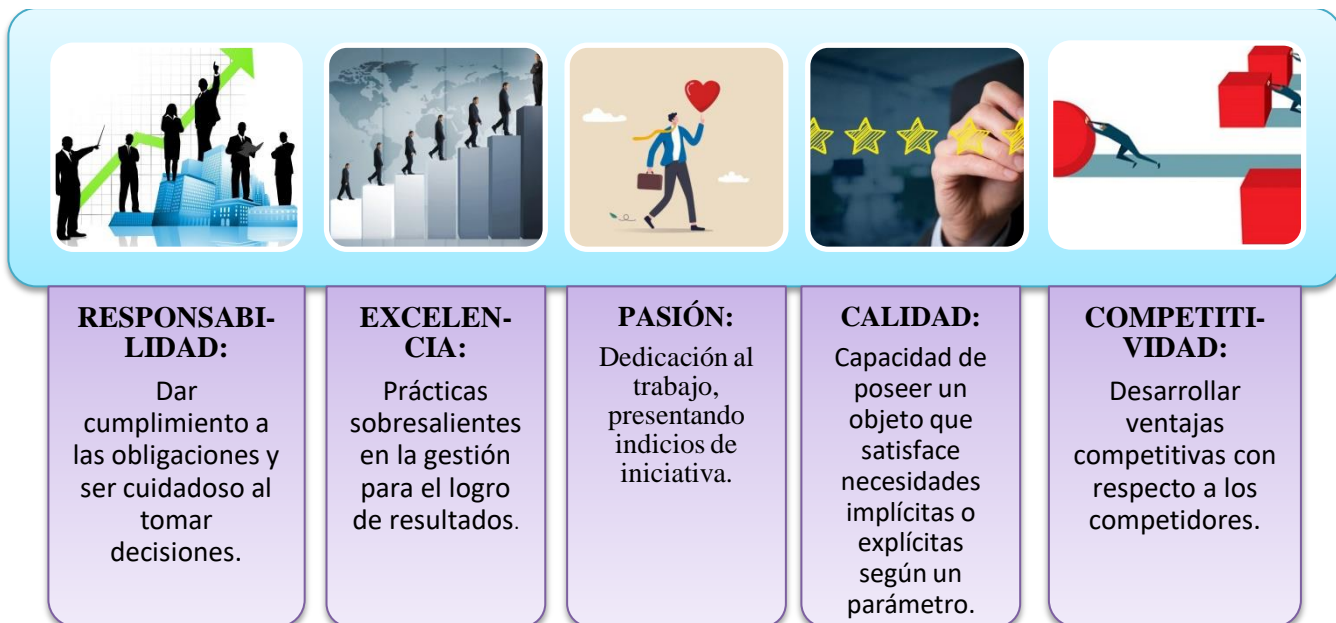 RESPONSABI-
LIDAD:
Dar
cumplimiento a
las obligaciones y
ser cuidadoso al
tomar
decisiones.
EXCELEN-
CIA:
Prácticas
sobresalientes
en la gestión
para el logro
de resultados.
PASIÓN:
Dedicación al
trabajo,
presentando
indicios de
iniciativa.
CALIDAD:
Capacidad de
poseer un
objeto que
satisface
necesidades
implícitas o
explícitas
según un
parámetro.
COMPETITI-
VIDAD:
Desarrollar
ventajas
competitivas con
respecto a los
competidores.